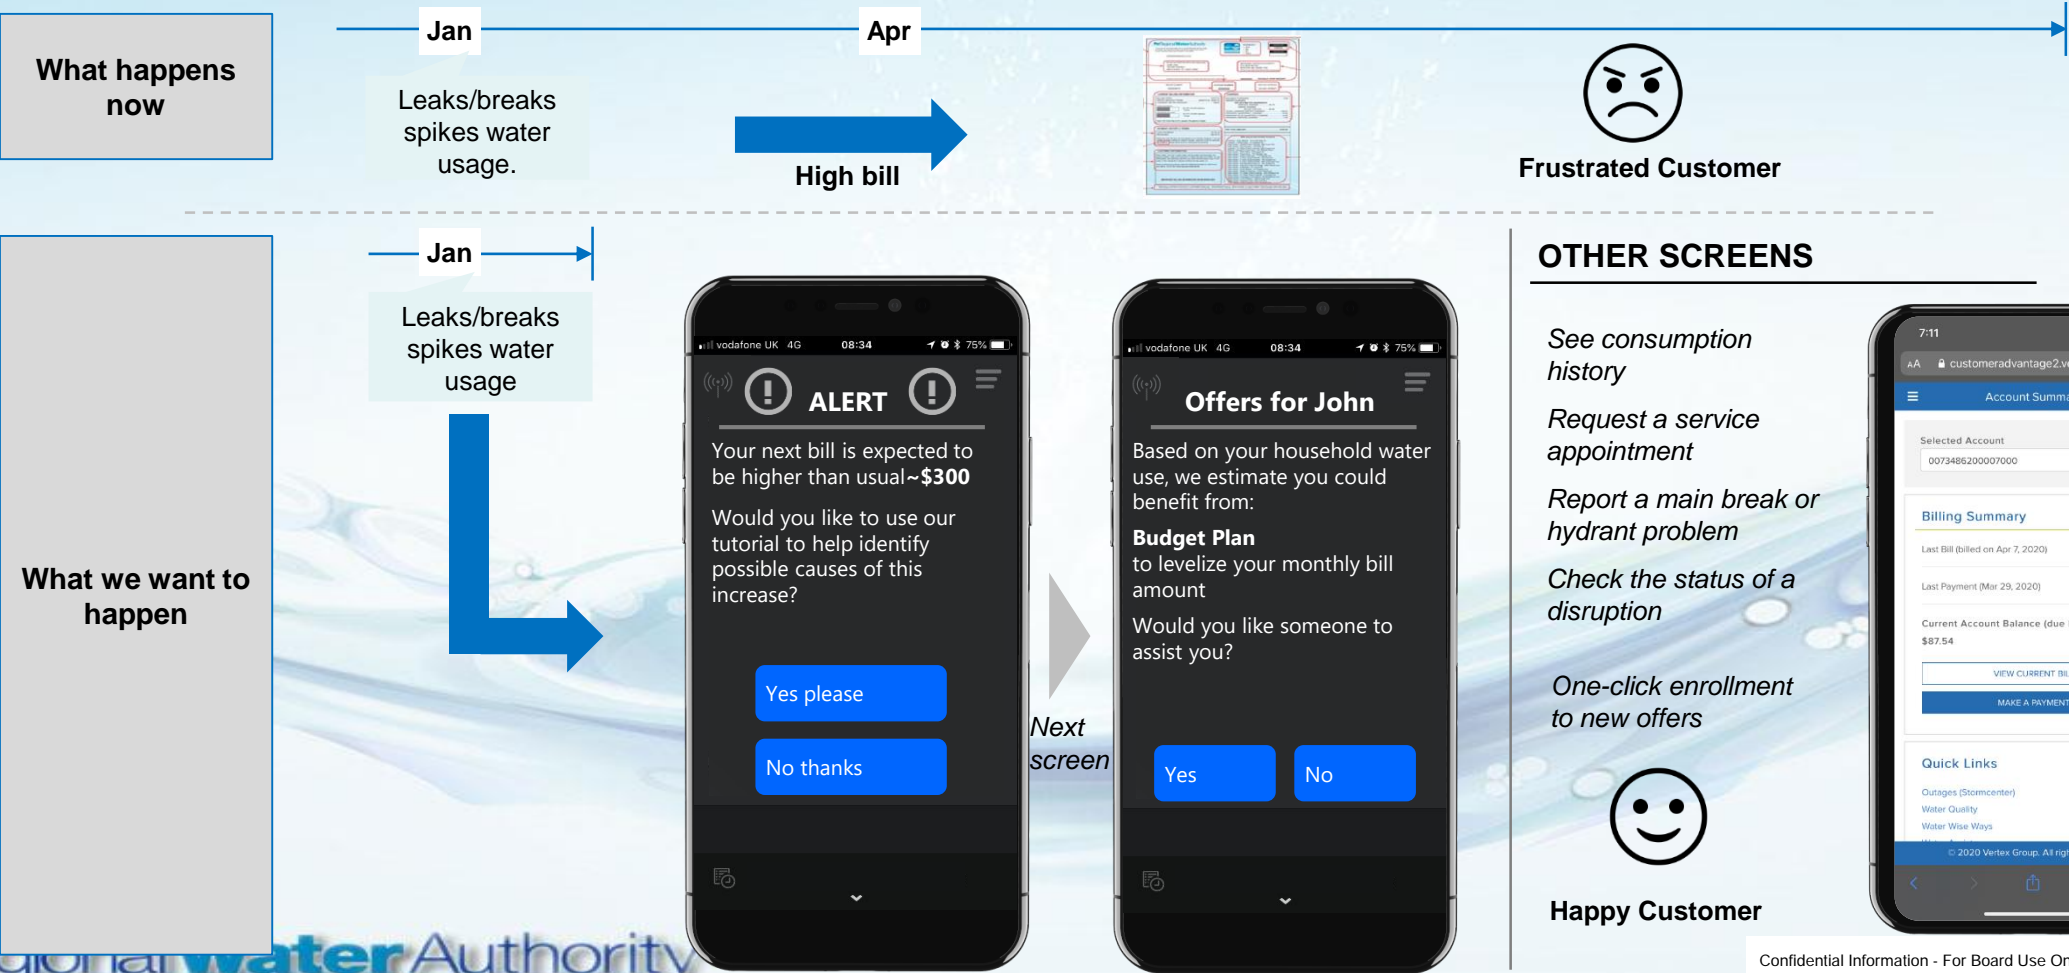 What happens
now
Jan
Apr
Leaks/breaks
spikes water
usage.
High bill
Frustrated Customer
What we want to
happen
Jan
Leaks/breaks
spikes water
usage
vodafone UK 4G 08:34 75%
ALERT
Your next bill is expected to
be higher than usual~$300
Would you like to use our
tutorial to help identify
possible causes of this
increase?
Yes please
No thanks
Next
screen
vodafone UK 4G 08:34 75%
Offers for John
Based on your household water
use, we estimate you could
benefit from:
Budget Plan
to levelize your monthly bill
amount
Would you like someone to
assist you?
Yes
No
OTHER SCREENS
See consumption
history
Request a service
appointment
Report a main break or
hydrant problem
Check the status of a
disruption
One-click enrollment
to new offers
Happy Customer
7:11
AA customeradvantage2.ve
Account Summa
Selected Account
0073486200007000
Billing Summary
Last Bill (billed on Apr 7, 2020)
Last Payment (Mar 29, 2020)
Current Account Balance (due
$87.54
VIEW CURRENT BIL
MAKE A PAYMENT
Quick Links
Outages (Stormcenter)
Water Quality
Water Wise Ways
© 2020 Vertex Group. All righ
gional Water Authority
Confidential Information - For Board Use On